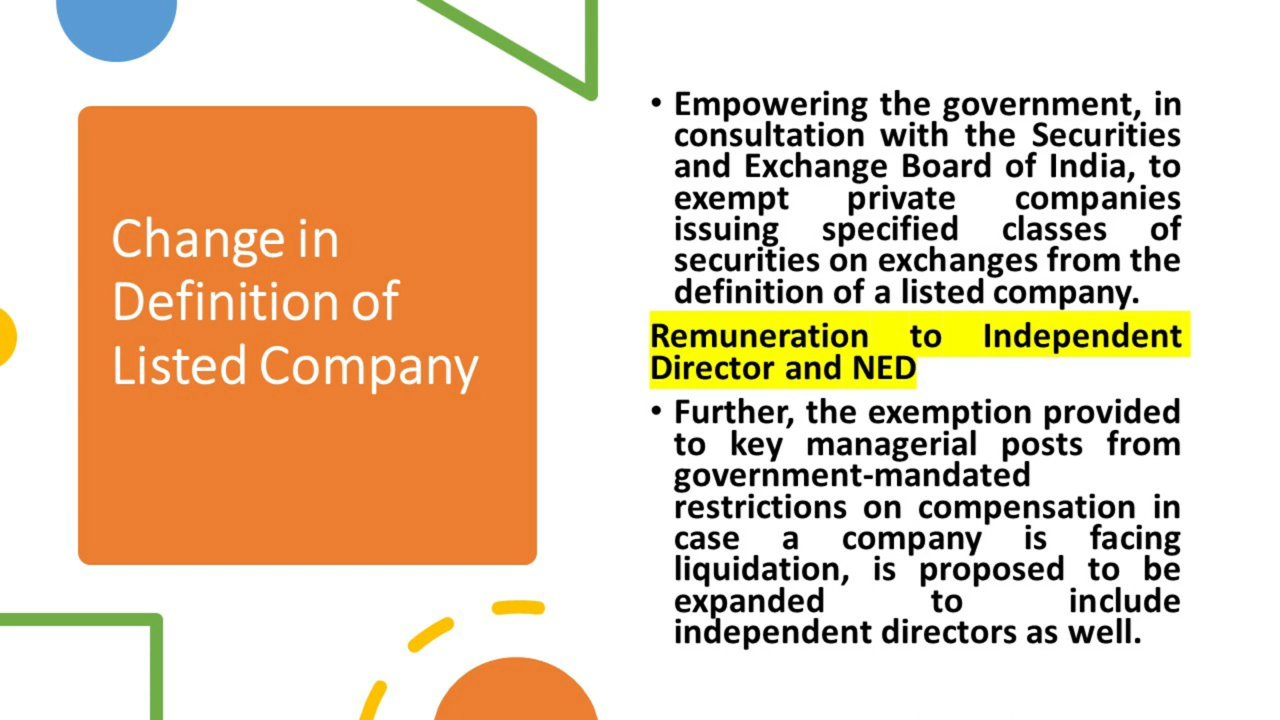 Change in
Definition of
Listed Company
• Empowering the government, in
consultation with the Securities
and Exchange Board of India, to
exempt private companies
issuing specified classes of
securities on exchanges from the
definition of a listed company.
Remuneration to Independent
Director and NED
• Further, the exemption provided
to key managerial posts from
government-mandated
restrictions on compensation in
case a company is facing
liquidation, is proposed to be
expanded to include
independent directors as well.